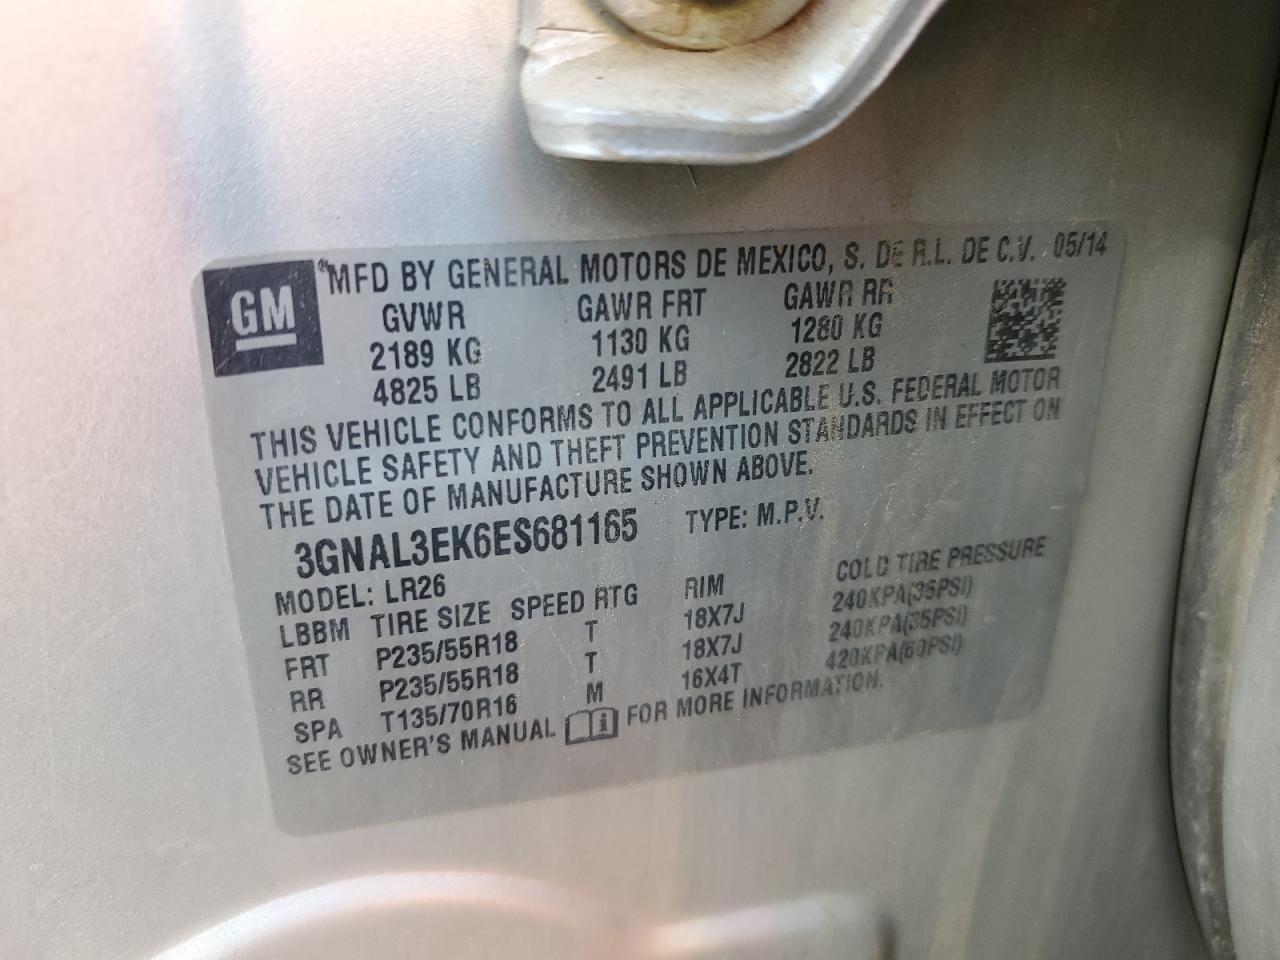 GM
MFD BY GENERAL MOTORS DE MEXICO, S. DE R.L. DE C.V. 05/14
GVWR GAWR FRT GAWR RR
2189 KG 1130 KG 1280 KG
4825 LB 2491 LB 2822 LB
THIS VEHICLE CONFORMS TO ALL APPLICABLE U.S. FEDERAL MOTOR
VEHICLE SAFETY AND THEFT PREVENTION STANDARDS IN EFFECT ON
THE DATE OF MANUFACTURE SHOWN ABOVE.
3GNAL3EK6ES681165 TYPE: M.P.V.
MODEL: LR26
LBBM TIRE SIZE SPEED RTG RIM COLD TIRE PRESSURE
FRT P235/55R18 T 18X7J 240KPA(35PSI)
RR P235/55R18 T 18X7J 240KPA(35PSI)
SPA T135/70R16 M 16X4T 420KPA(60PSI)
SEE OWNER'S MANUAL i FOR MORE INFORMATION.